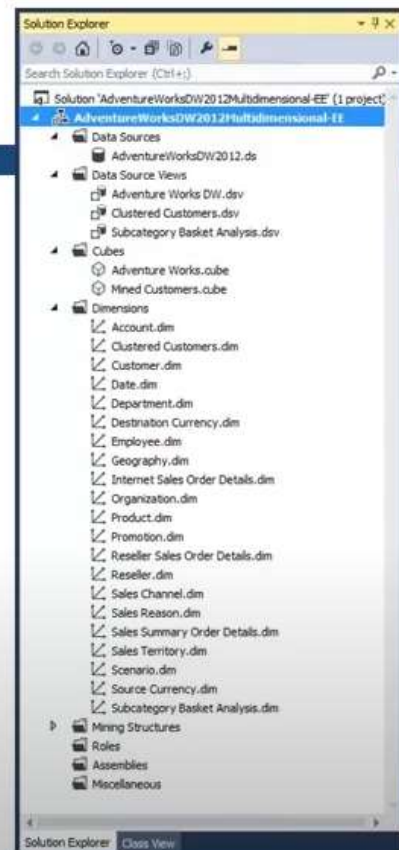 Solution Explorer
Search Solution Explorer (Ctrl+;)
Solution 'AdventureWorksDW2012Multidimensional-EE' (1 project)
AdventureWorksDW2012Multidimensional-EE
Data Sources
AdventureWorksDW2012.ds
Data Source Views
Adventure Works DW.dsv
Clustered Customers.dsv
Subcategory Basket Analysis.dsv
Cubes
Adventure Works.cube
Mined Customers.cube
Dimensions
Account.dim
Clustered Customers.dim
Customer.dim
Date.dim
Department.dim
Destination Currency.dim
Employee.dim
Geography.dim
Internet Sales Order Details.dim
Organization.dim
Product.dim
Promotion.dim
Reseller Sales Order Details.dim
Reseller.dim
Sales Channel.dim
Sales Reason.dim
Sales Summary Order Details.dim
Sales Territory.dim
Scenario.dim
Source Currency.dim
Subcategory Basket Analysis.dim
Mining Structures
Roles
Assemblies
Miscellaneous
Solution Explorer Class View